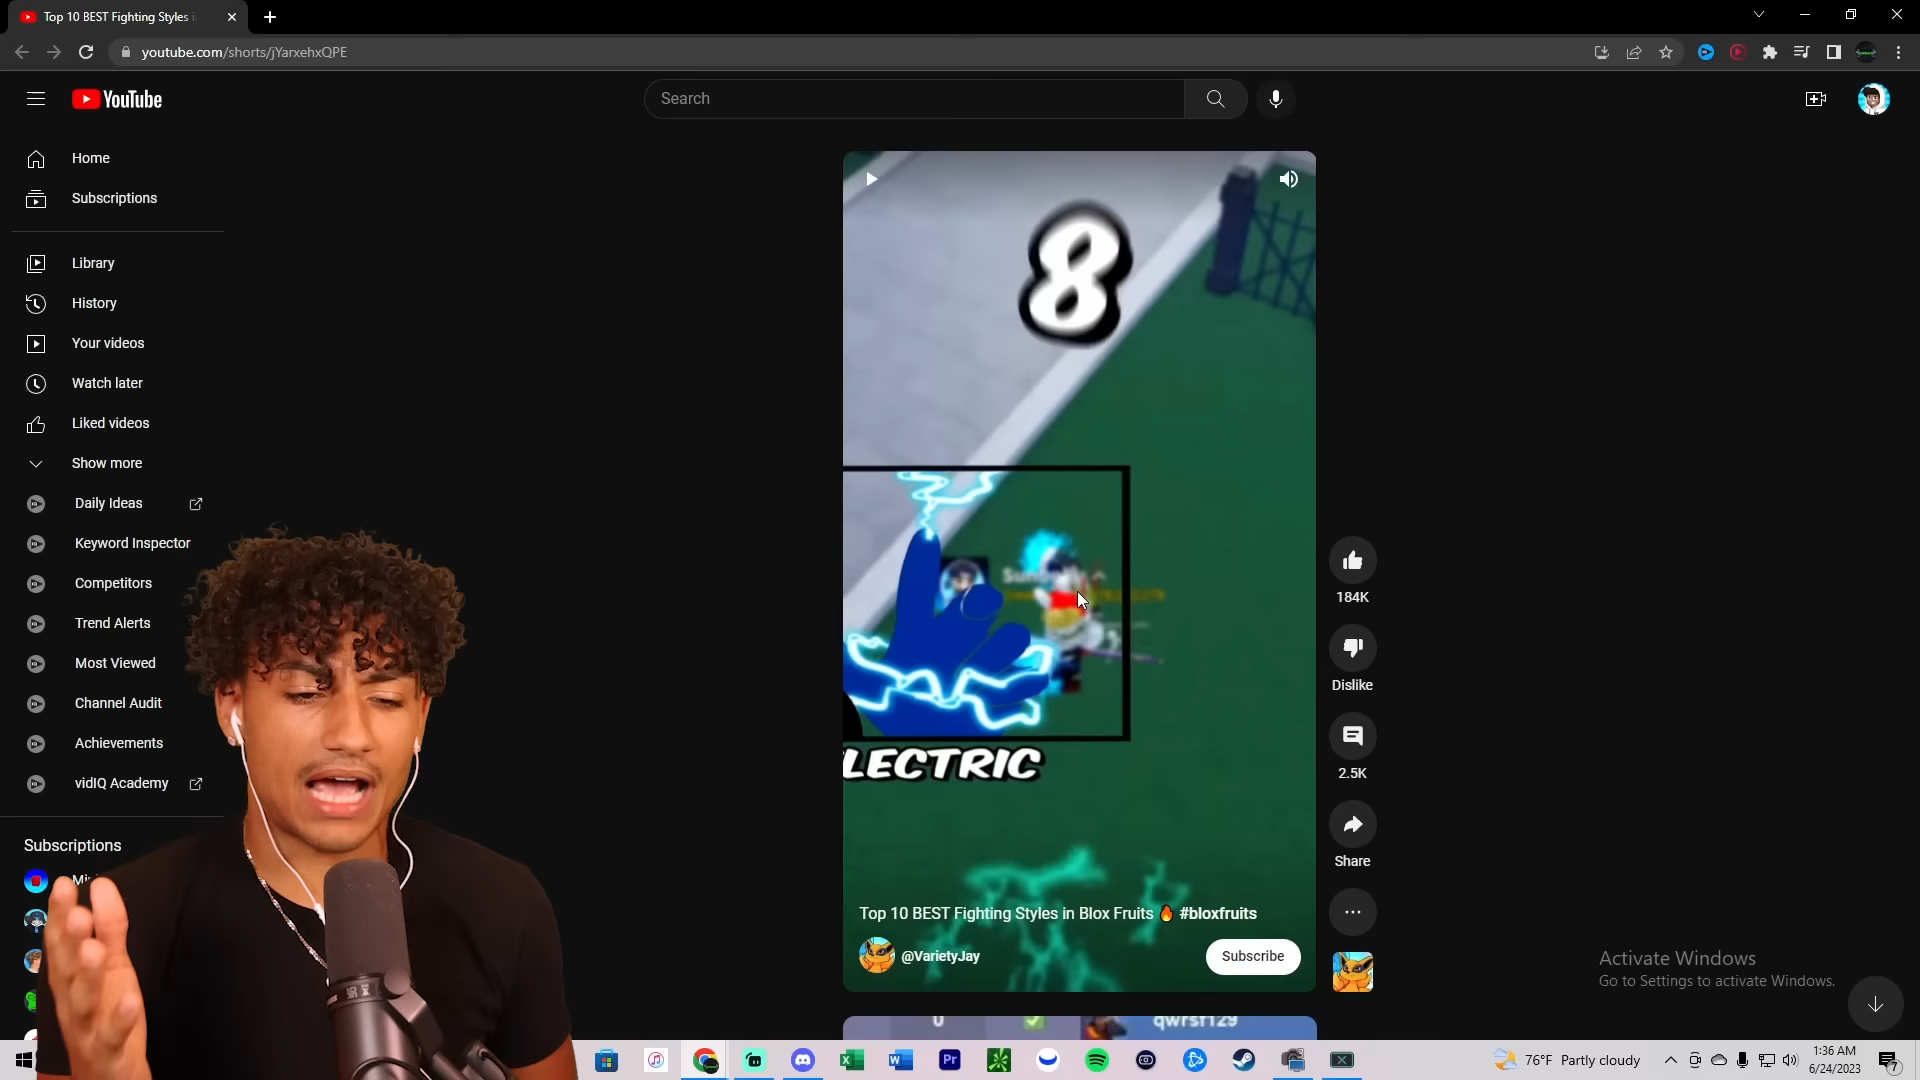 Top 10 BEST Fighting Styles i
youtube.com/shorts/jYarxehxQPE
YouTube
Search
Home
Subscriptions
Library
History
Your videos
Watch later
Liked videos
Show more
Daily Ideas
Keyword Inspector
Competitors
Trend Alerts
Most Viewed
Channel Audit
Achievements
vidIQ Academy
Subscriptions
8
LECTRIC
Top 10 BEST Fighting Styles in Blox Fruits 🔥 #bloxfruits
@VarietyJay
Subscribe
184K
Dislike
2.5K
Share
0
qwrsf129
Activate Windows
Go to Settings to activate Windows.
76°F Partly cloudy
1:36 AM
6/24/2023
7